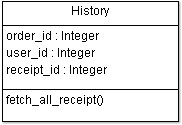 History
order_id : Integer
user_id : Integer
receipt_id : Integer
fetch_all_receipt()